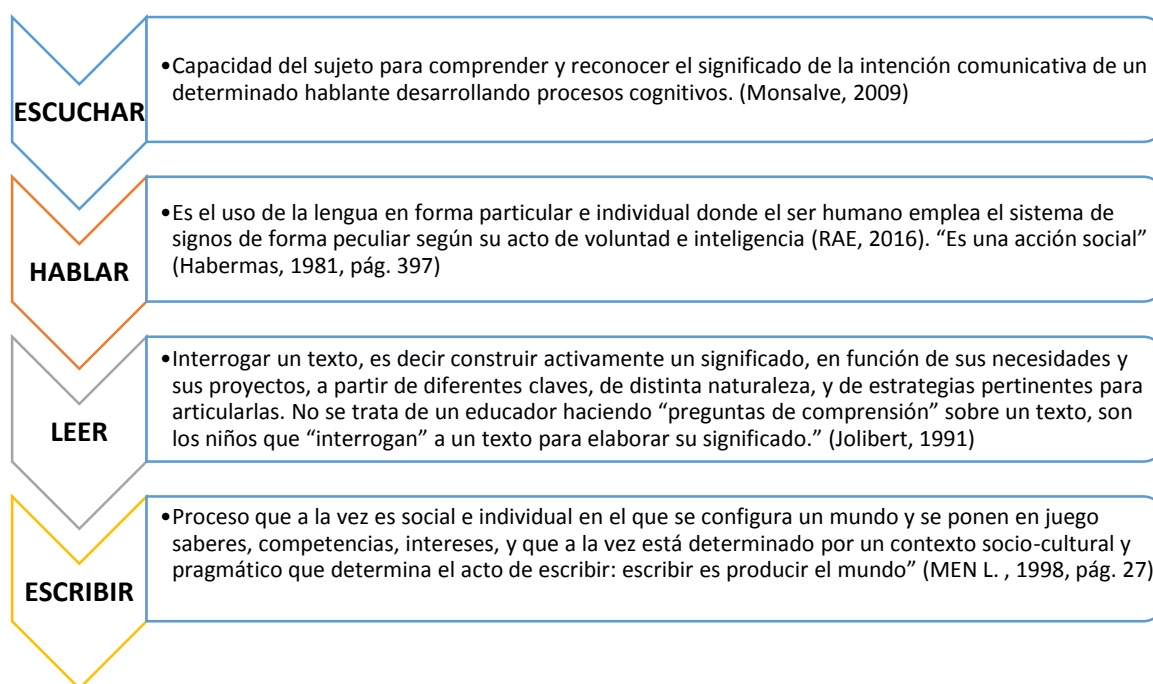 ESCUCHAR
•Capacidad del sujeto para comprender y reconocer el significado de la intención comunicativa de un
determinado hablante desarrollando procesos cognitivos. (Monsalve, 2009)
HABLAR
•Es el uso de la lengua en forma particular e individual donde el ser humano emplea el sistema de
signos de forma peculiar según su acto de voluntad e inteligencia (RAE, 2016). “Es una acción social”
(Habermas, 1981, pág. 397)
LEER
•Interrogar un texto, es decir construir activamente un significado, en función de sus necesidades y
sus proyectos, a partir de diferentes claves, de distinta naturaleza, y de estrategias pertinentes para
articularlas. No se trata de un educador haciendo “preguntas de comprensión” sobre un texto, son
los niños que “interrogan” a un texto para elaborar su significado.” (Jolibert, 1991)
ESCRIBIR
•Proceso que a la vez es social e individual en el que se configura un mundo y se ponen en juego
saberes, competencias, intereses, y que a la vez está determinado por un contexto socio-cultural y
pragmático que determina el acto de escribir: escribir es producir el mundo” (MEN L. , 1998, pág. 27)